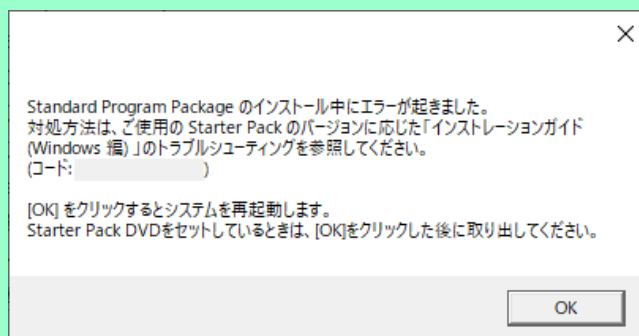 Standard Program Package のインストール中にエラーが起きました。
対処方法は、ご使用の Starter Pack のバージョンに応じた「インストレーションガイド
(Windows 編) 」のトラブルシューティングを参照してください。
(コード: )
[OK] をクリックするとシステムを再起動します。
Starter Pack DVDをセットしているときは、[OK]をクリックした後に取り出してください。
OK